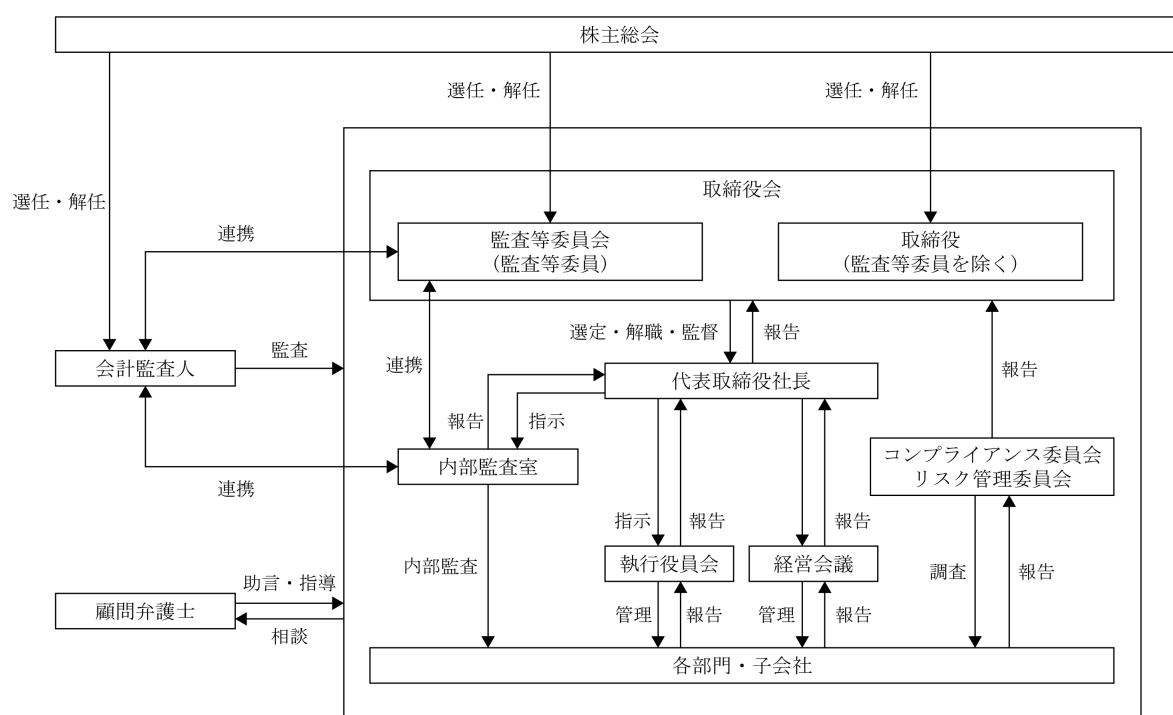 株主総会
選任・解任
選任・解任
選任・解任
取締役会
監査等委員会
(監査等委員)
取締役
(監査等委員を除く)
連携
選定・解職・監督
報告
会計監査人
監査
連携
代表取締役社長
報告
報告
指示
内部監査室
コンプライアンス委員会
リスク管理委員会
連携
指示
報告
報告
執行役員会
経営会議
内部監査
調査
報告
顧問弁護士
助言・指導
相談
管理
報告
管理
報告
各部門・子会社